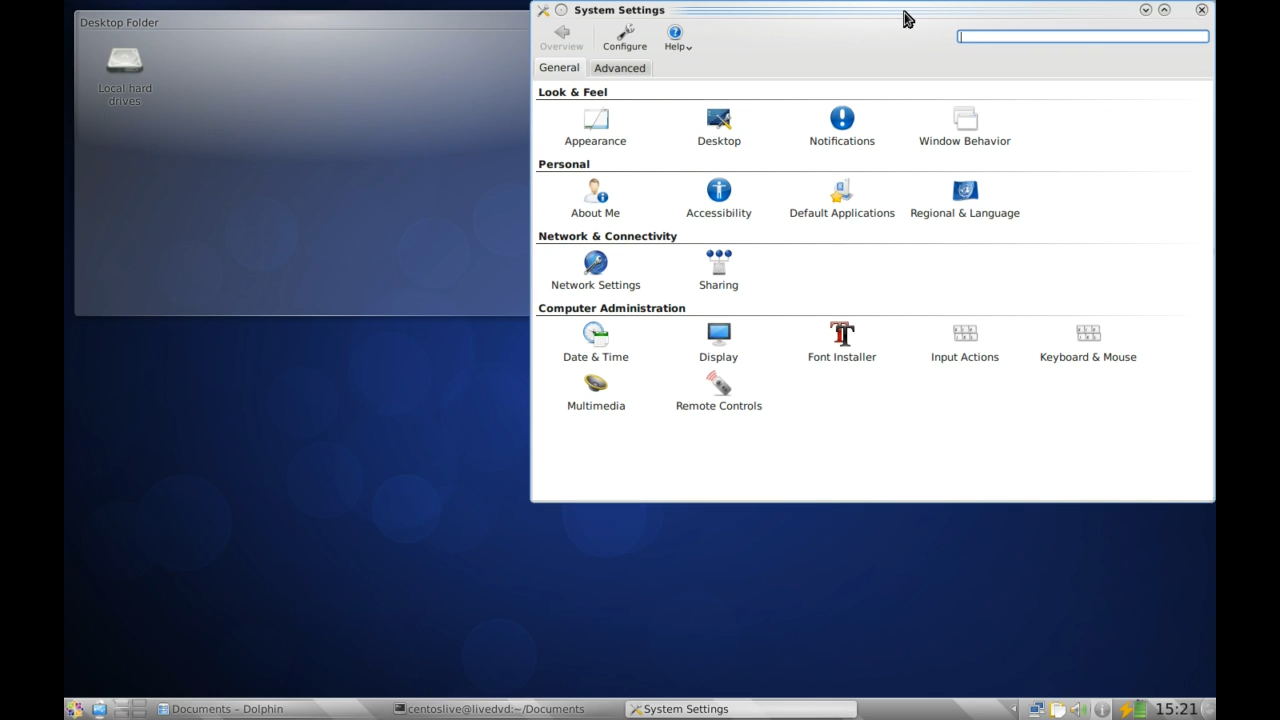 Desktop Folder
Local hard
drives
System Settings
Overview
Configure
Help
General
Advanced
Look & Feel
Appearance
Desktop
Notifications
Window Behavior
Personal
About Me
Accessibility
Default Applications
Regional & Language
Network & Connectivity
Network Settings
Sharing
Computer Administration
Date & Time
Display
Font Installer
Input Actions
Keyboard & Mouse
Multimedia
Remote Controls
Documents – Dolphin
centoslive@livedvd:~/Documents
System Settings
15:21